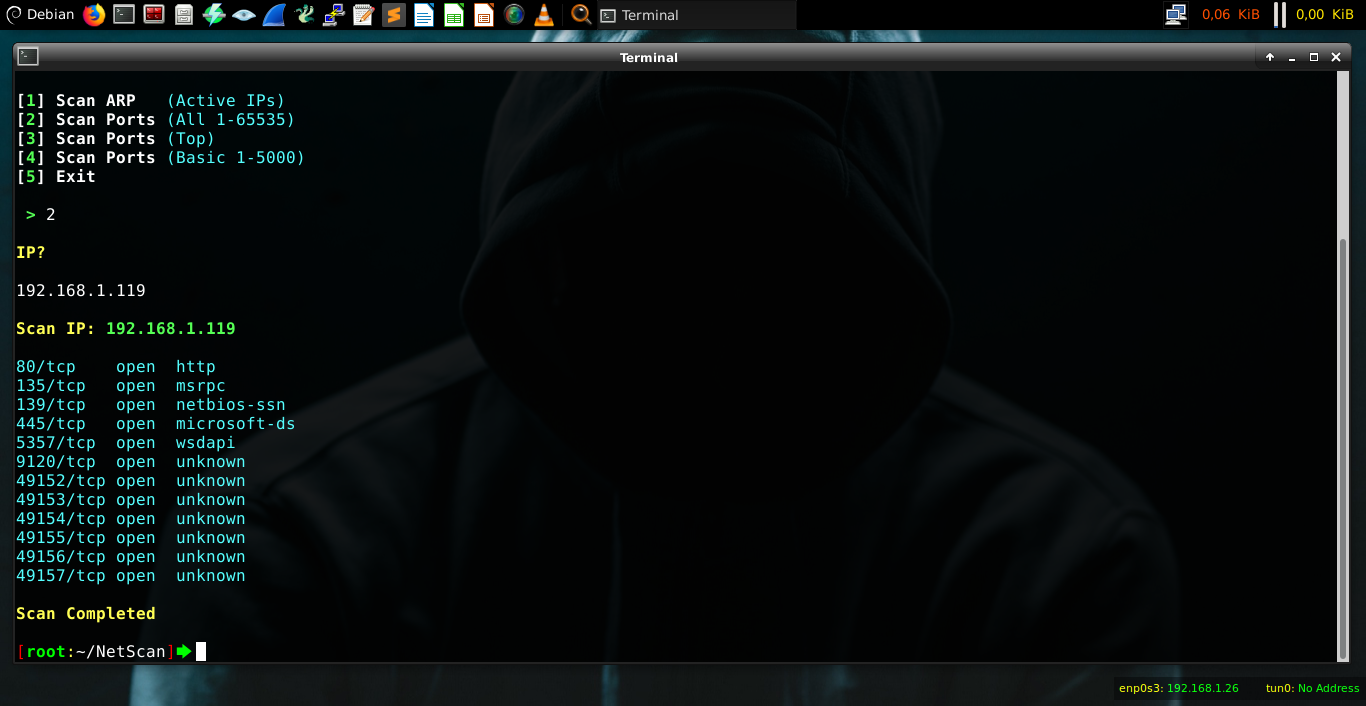 Debian
Terminal
0,06 KiB
0,00 KiB
Terminal
[1] Scan ARP (Active IPs)
[2] Scan Ports (All 1-65535)
[3] Scan Ports (Top)
[4] Scan Ports (Basic 1-5000)
[5] Exit
> 2
IP?
192.168.1.119
Scan IP: 192.168.1.119
80/tcp open http
135/tcp open msrpc
139/tcp open netbios-ssn
445/tcp open microsoft-ds
5357/tcp open wsdapi
9120/tcp open unknown
49152/tcp open unknown
49153/tcp open unknown
49154/tcp open unknown
49155/tcp open unknown
49156/tcp open unknown
49157/tcp open unknown
Scan Completed
[root:~/NetScan]
enp0s3: 192.168.1.26 tun0: No Address